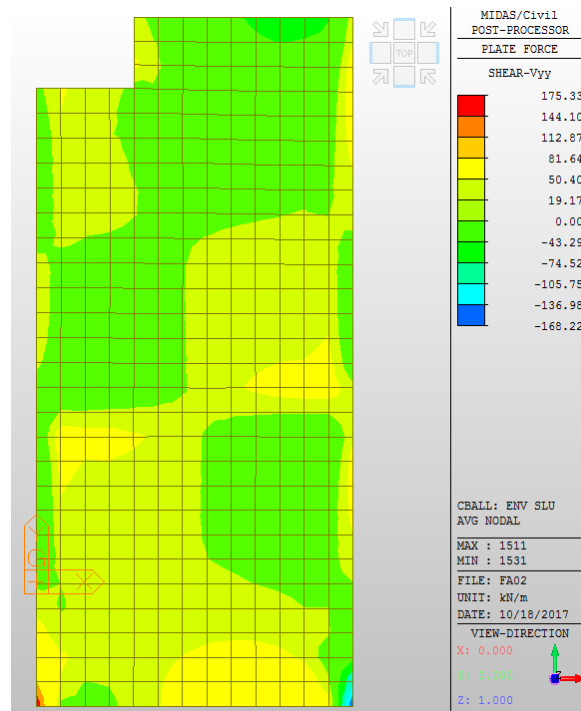 TOP
MIDAS/Civil
POST-PROCESSOR
PLATE FORCE
SHEAR-Vyy
175.33
144.10
112.87
81.64
50.40
19.17
0.00
-43.29
-74.52
-105.75
-136.98
-168.22
CBALL: ENV SLU
AVG NODAL
MAX : 1511
MIN : 1531
FILE: FA02
UNIT: kN/m
DATE: 10/18/2017
VIEW-DIRECTION
X: 0.000
Z: 1.000